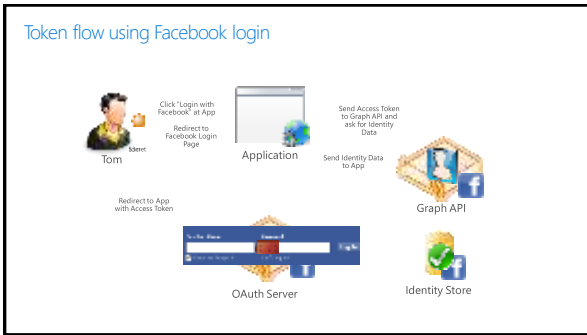 Token flow using Facebook login
Click "Login with
Facebook" at App
Redirect to
Facebook Login
Page
S3cret
Tom
Application
Send Access Token
to Graph API and
ask for Identity
Data
Send Identity Data
to App
Graph API
Redirect to App
with Access Token
OAuth Server
Identity Store